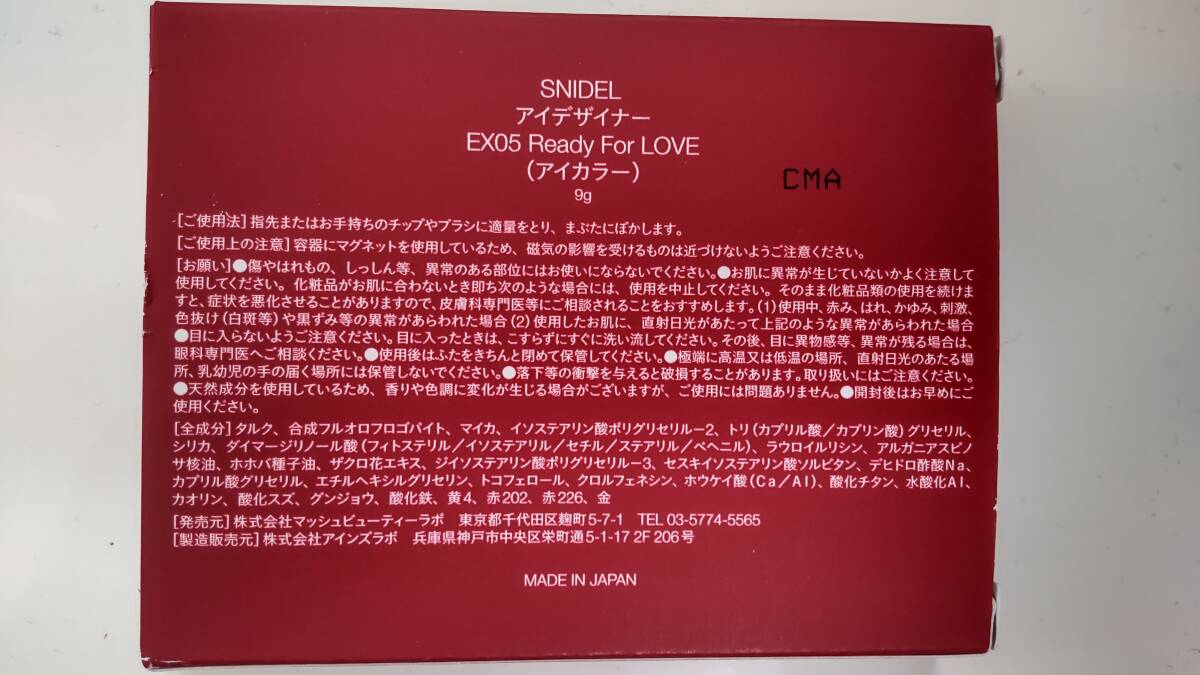 SNIDEL
アイデザイナー
EX05 Ready For LOVE
(アイカラー)
CMA
9g
[ご使用法] 指先またはお手持ちのチップやブラシに適量をとり、まぶたにぼかします。
[ご使用上の注意] 容器にマグネットを使用しているため、磁気の影響を受けるものは近づけないようご注意ください。
[お願い]●傷やはれもの、しっしん等、異常のある部位にはお使いにならないでください。●お肌に異常が生じていないかよく注意して
使用してください。化粧品がお肌に合わないとき即ち次のような場合には、使用を中止してください。そのまま化粧品類の使用を続けま
すと、症状を悪化させることがありますので、皮膚科専門医等にご相談されることをおすすめします。(1)使用中、赤み、はれ、かゆみ、刺激、
色抜け(白斑等)や黒ずみ等の異常があらわれた場合(2)使用したお肌に、直射日光があたって上記のような異常があらわれた場合
●目に入らないようご注意ください。目に入ったときは、こすらずにすぐに洗い流してください。その後、目に異物感等、異常が残る場合は、
眼科専門医へご相談ください。●使用後はふたをきちんと閉めて保管してください。●極端に高温又は低温の場所、直射日光のあたる場
所、乳幼児の手の届く場所には保管しないでください。●落下等の衝撃を与えると破損することがあります。取り扱いにはご注意ください。
●天然成分を使用しているため、香りや色調に変化が生じる場合がございますが、ご使用には問題ありません。●開封後はお早めにご
使用ください。
[全成分] タルク、合成フルオロフロゴパイト、マイカ、イソステアリン酸ポリグリセリル-2、トリ(カプリル酸/カプリン酸)グリセリル、
シリカ、ダイマージリノール酸(フィトステリル/イソステアリル/セチル/ステアリル/ベヘニル)、ラウロイルリシン、アルガニアスピノ
サ核油、ホホバ種子油、ザクロ花エキス、ジイソステアリン酸ポリグリセリル-3、セスキイソステアリン酸ソルビタン、デヒドロ酢酸Na、
カプリル酸グリセリル、エチルヘキシルグリセリン、トコフェロール、クロルフェネシン、ホウケイ酸(Ca/Al)、酸化チタン、水酸化Al、
カオリン、酸化スズ、グンジョウ、酸化鉄、黄4、赤202、赤226、金
[発売元] 株式会社マッシュビューティーラボ 東京都千代田区麹町5-7-1 TEL 03-5774-5565
[製造販売元] 株式会社アインズラボ 兵庫県神戸市中央区栄町通5-1-17 2F 206号
MADE IN JAPAN